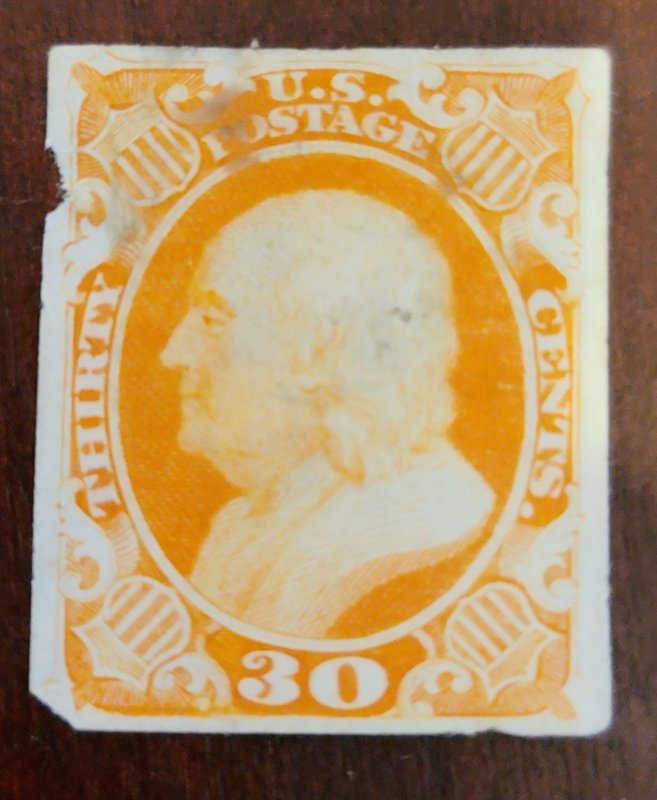 U.S.
POSTAGE
THIRTY
CENTS.
30